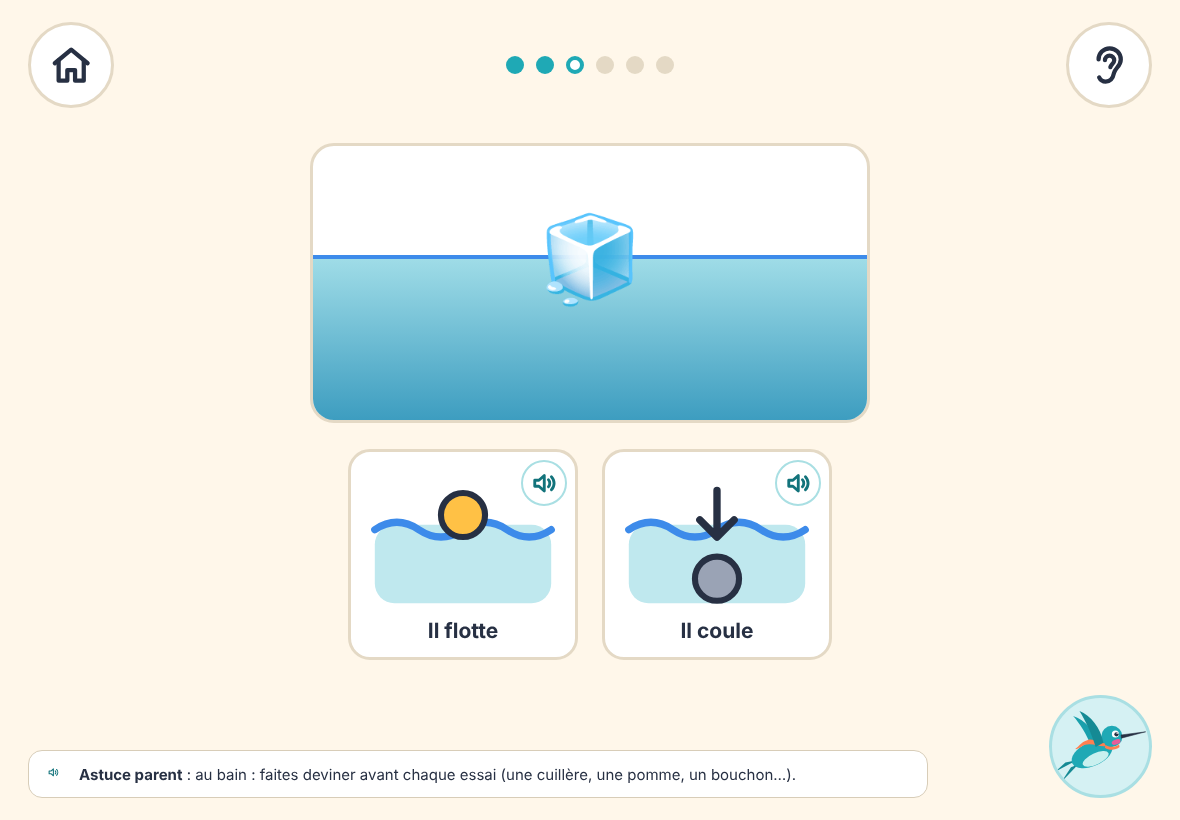 Il flotte
Il coule
Astuce parent : au bain : faites deviner avant chaque essai (une cuillère, une pomme, un bouchon...).